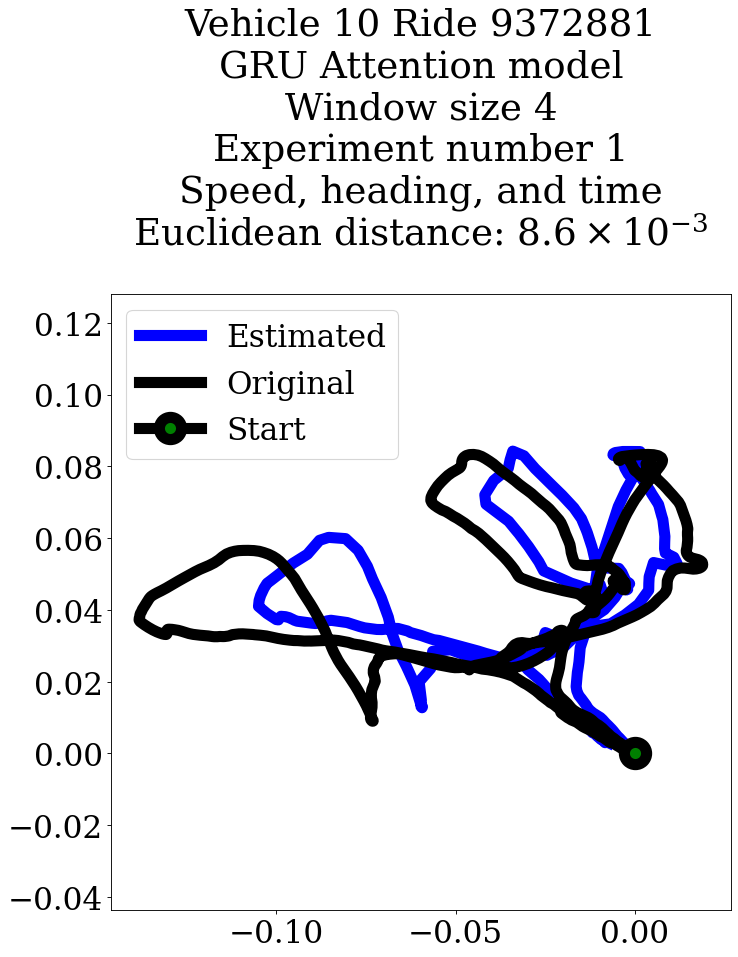 Vehicle 10 Ride 9372881
GRU Attention model
Window size 4
Experiment number 1
Speed, heading, and time
Euclidean distance: 8.6 × 10⁻³
0.12
0.10
0.08
0.06
0.04
0.02
0.00
−0.02
−0.04
Estimated
Original
Start
−0.10
−0.05
0.00